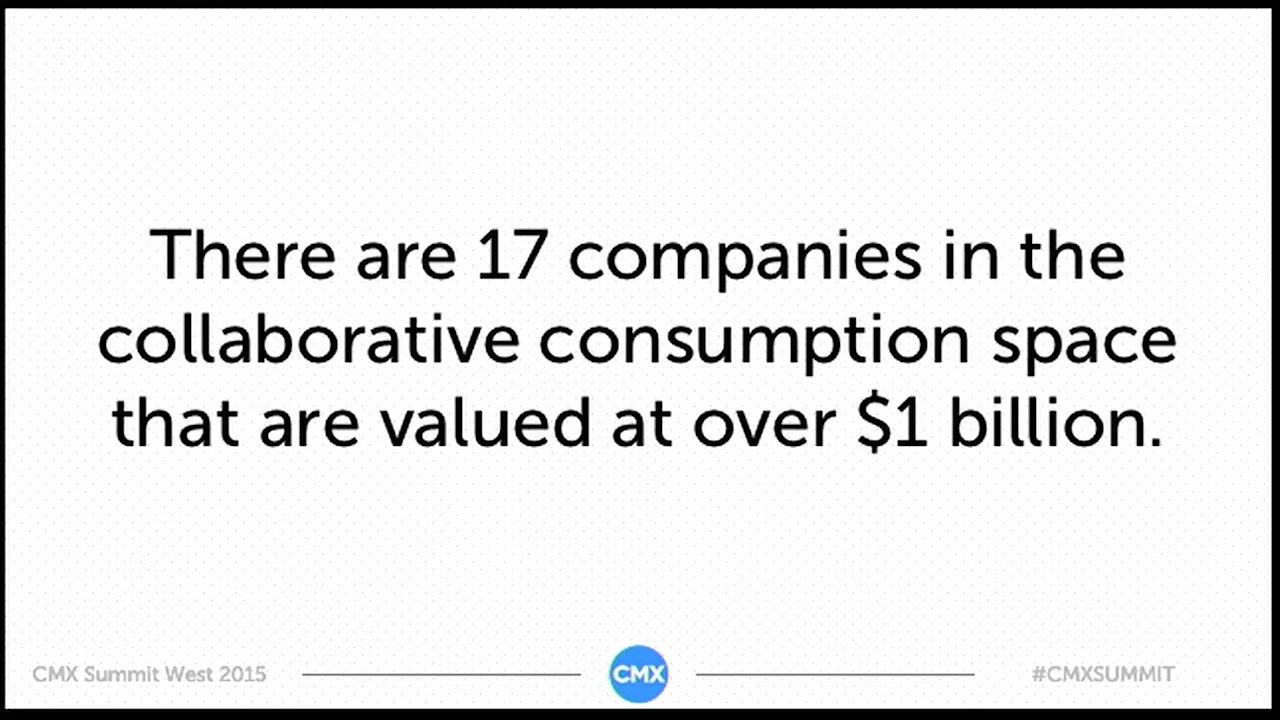 There are 17 companies in the
collaborative consumption space
that are valued at over $1 billion.
CMX Summit West 2015
CMX
#CMXSUMMIT